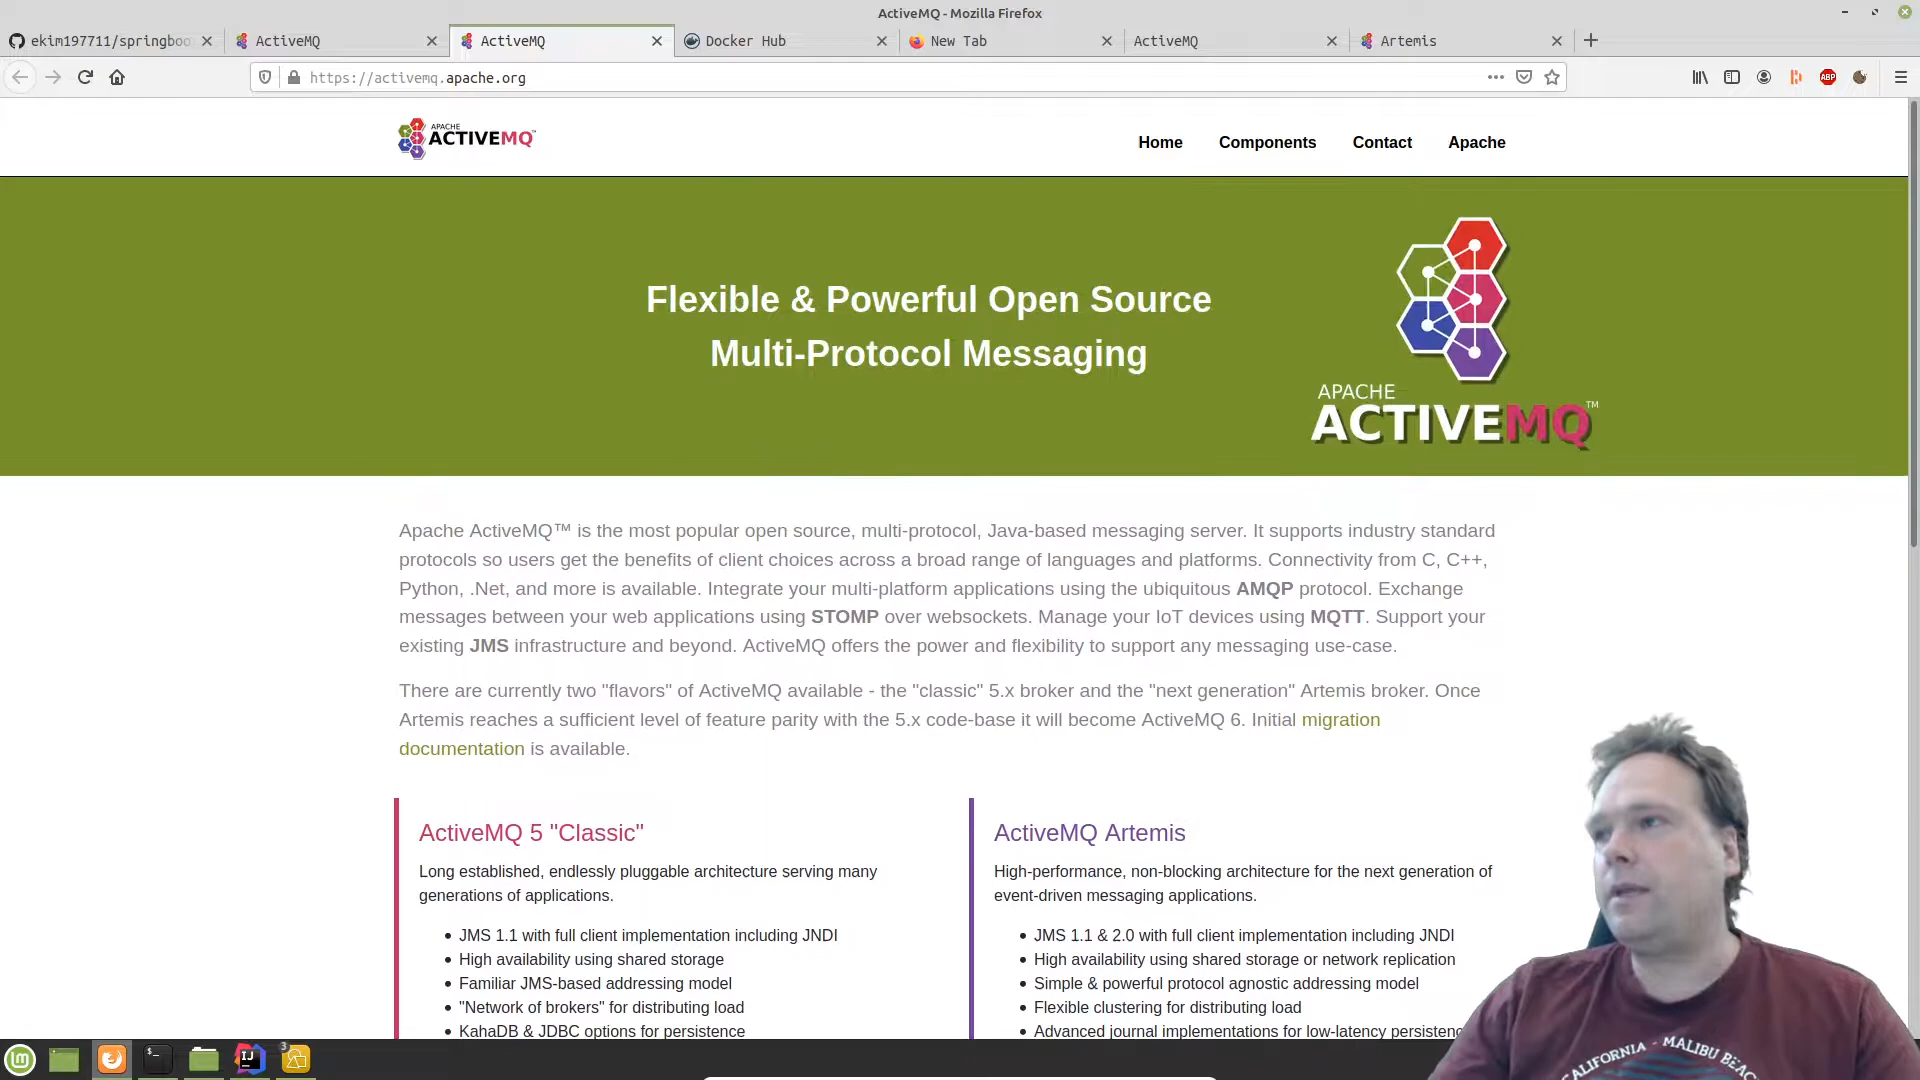 ActiveMQ - Mozilla Firefox
ekim197711/springboo
ActiveMQ
ActiveMQ
Docker Hub
New Tab
ActiveMQ
Artemis
https://activemq.apache.org
ABP
APACHE
ACTIVEMQ
Home
Components
Contact
Apache
Flexible & Powerful Open Source
Multi-Protocol Messaging
APACHE
ACTIVEMQ™
Apache ActiveMQ™ is the most popular open source, multi-protocol, Java-based messaging server. It supports industry standard
protocols so users get the benefits of client choices across a broad range of languages and platforms. Connectivity from C, C++,
Python, .Net, and more is available. Integrate your multi-platform applications using the ubiquitous AMQP protocol. Exchange
messages between your web applications using STOMP over websockets. Manage your IoT devices using MQTT. Support your
existing JMS infrastructure and beyond. ActiveMQ offers the power and flexibility to support any messaging use-case.
There are currently two "flavors" of ActiveMQ available - the "classic" 5.x broker and the "next generation" Artemis broker. Once
Artemis reaches a sufficient level of feature parity with the 5.x code-base it will become ActiveMQ 6. Initial migration
documentation is available.
ActiveMQ 5 "Classic"
Long established, endlessly pluggable architecture serving many
generations of applications.
JMS 1.1 with full client implementation including JNDI
High availability using shared storage
Familiar JMS-based addressing model
"Network of brokers" for distributing load
KahaDB & JDBC options for persistence
ActiveMQ Artemis
High-performance, non-blocking architecture for the next generation of
event-driven messaging applications.
JMS 1.1 & 2.0 with full client implementation including JNDI
High availability using shared storage or network replication
Simple & powerful protocol agnostic addressing model
Flexible clustering for distributing load
Advanced journal implementations for low-latency persistenc
CALIFORNIA - MALIBU BEAC
IJ
3